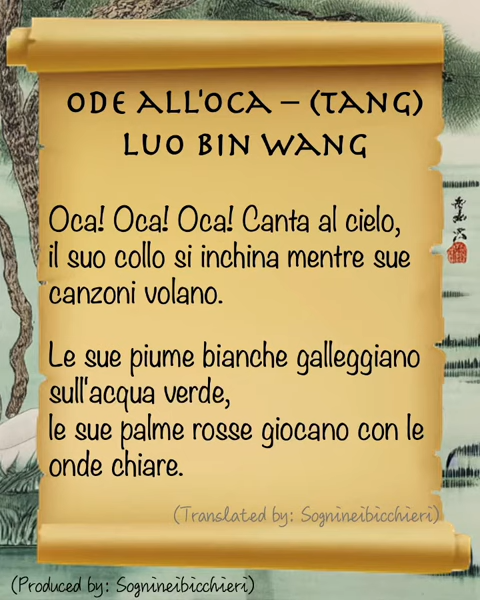 ODE ALL'OCA – (TANG)
LUO BIN WANG
Oca! Oca! Oca! Canta al cielo,
il suo collo si inchina mentre sue
canzoni volano.
Le sue piume bianche galleggiano
sull'acqua verde,
le sue palme rosse giocano con le
onde chiare.
(Translated by: Sognineibicchieri)
(Produced by: Sognineibicchieri)